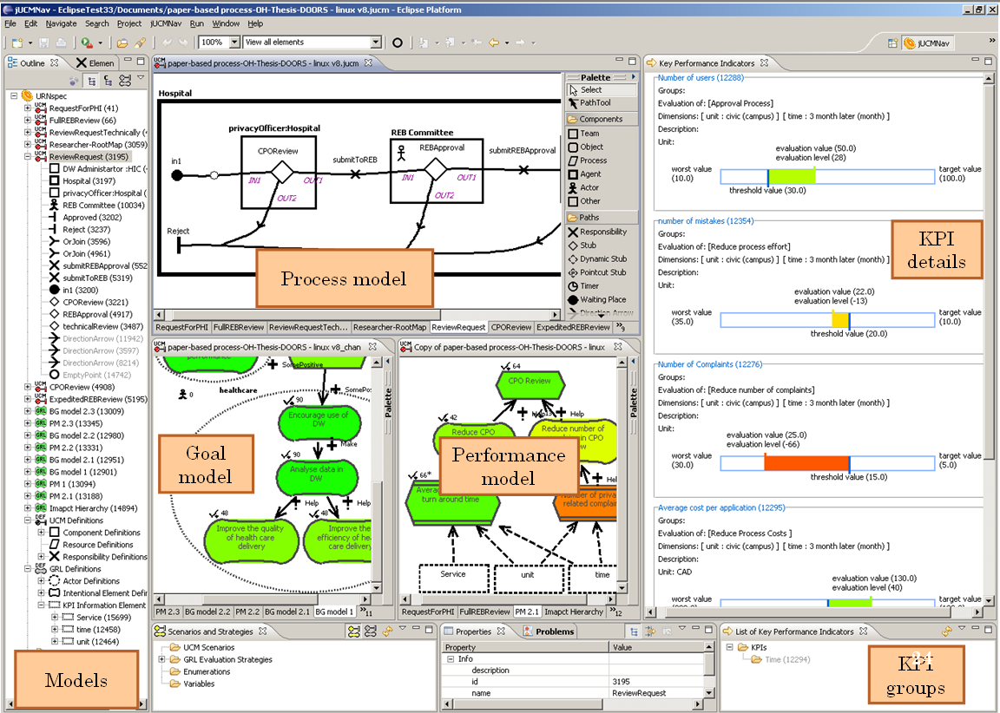 jUCMNav - EclipseTest33/Documents/paper-based process-OH-Thesis-DOORS - linux v8.jucm - Eclipse Platform
File Edit Navigate Search Project jUCMNav Run Window Help
100% View all elements
jUCMNav
Outline
Elemen
URNspec
RequestForPHI (41)
FullREBReview (66)
ReviewRequestTechnically (
Researcher-RootMap (3059)
ReviewRequest (3195)
DW Administartor :HIC (
Hospital (3197)
privacyOfficer:Hospital (
REB Committee (10034)
Approved (3202)
Reject (3237)
OrJoin (3596)
OrJoin (4961)
submitREBApproval (552
submitToREB (5319)
in1 (3200)
CPOReview (3221)
REBApproval (4917)
technicalReview (3487)
DirectionArrow (11942)
DirectionArrow (3597)
DirectionArrow (8214)
EmptyPoint (14742)
CPOReview (4908)
ExpeditedREBReview (5195)
BG model 2.3 (13009)
PM 2.3 (13345)
BG model 2.2 (12980)
PM 2.2 (13331)
BG model 2.1 (12951)
BG model 1 (12901)
PM 1 (13094)
PM 2.1 (13188)
Imapct Hierarchy (14894)
UCM Definitions
Component Definitions
Resource Definitions
Responsibility Definitions
GRL Definitions
Actor Definitions
Intentional Element Defir
KPI Information Element
Service (15699)
time (12458)
unit (12464)
Models
paper-based process-OH-Thesis-DOORS - linux v8.jucm
Hospital
privacyOfficer:Hospital
REB Committee
CPOReview
REBApproval
in1
submitToREB
submitREBApproval
IN1
OUT1
OUT2
IN1
OUT1
OUT2
Reject
Process model
Palette
Select
PathTool
Components
Team
Object
Process
Agent
Actor
Other
Paths
Responsibility
Stub
Dynamic Stub
Pointcut Stub
Timer
Waiting Place
Direction Arrow
RequestForPHI FullREBReview ReviewRequestTech... Researcher-RootMap ReviewRequest CPOReview ExpeditedREBReview »9
paper-based process-OH-Thesis-DOORS - linux v8_chan
performance
SomePositive
0
healthcare
SomePos
90
Encourage use of
DW
Make
90
Analyse data in
DW
Help
Help
48
48
Improve the quality
of health care
delivery
Improve the
efficiency of hea
care delivery
Goal
model
Palette
PM 2.3 BG model 2.2 PM 2.2 BG model 2.1 BG model 1 »11
Copy of paper-based process-OH-Thesis-DOORS - linux
64
CPO Review
Help
42
Reduce CPO
Reduce number of
in CPO
Performance
model
66*
turn around time
Number of priva
related complain
Service
unit
time
Palette
RequestForPHI FullREBReview PM 2.1 Imapct Hierarchy »12
Key Performance Indicators
Number of users (12288)
Groups:
Evaluation of: [Approval Process]
Dimensions: [ unit : civic (campus) ] [ time : 3 month later (month) ]
Description:
Unit:
evaluation value (50.0)
evaluation level (28)
worst value
(10.0)
target value
(100.0)
threshold value (30.0)
number of mistakes (12354)
Groups:
Evaluation of: [Reduce process effort]
Dimensions: [ unit : civic (campus) ] [ time : 3 month later (month) ]
Description:
Unit:
evaluation value (22.0)
evaluation level (-13)
worst value
(35.0)
target value
(10.0)
threshold value (20.0)
KPI
details
Number of Complaints (12276)
Groups:
Evaluation of: [Reduce number of complaints]
Dimensions: [ unit : civic (campus) ] [ time : 3 month later (month) ]
Description:
Unit:
evaluation value (25.0)
evaluation level (-66)
worst value
(30.0)
target value
(5.0)
threshold value (15.0)
Average cost per application (12295)
Groups:
Evaluation of: [Reduce Process Costs ]
Dimensions: [ unit : civic (campus) ] [ time : 3 month later (month) ]
Description:
Unit: CAD
evaluation value (130.0)
evaluation level (40)
worst value
target value
Scenarios and Strategies
UCM Scenarios
GRL Evaluation Strategies
Enumerations
Variables
Properties
Problems
Property Value
Info
description
id 3195
name ReviewRequest
List of Key Performance Indicators
KPIs
Time (12294)
KPI
groups
24